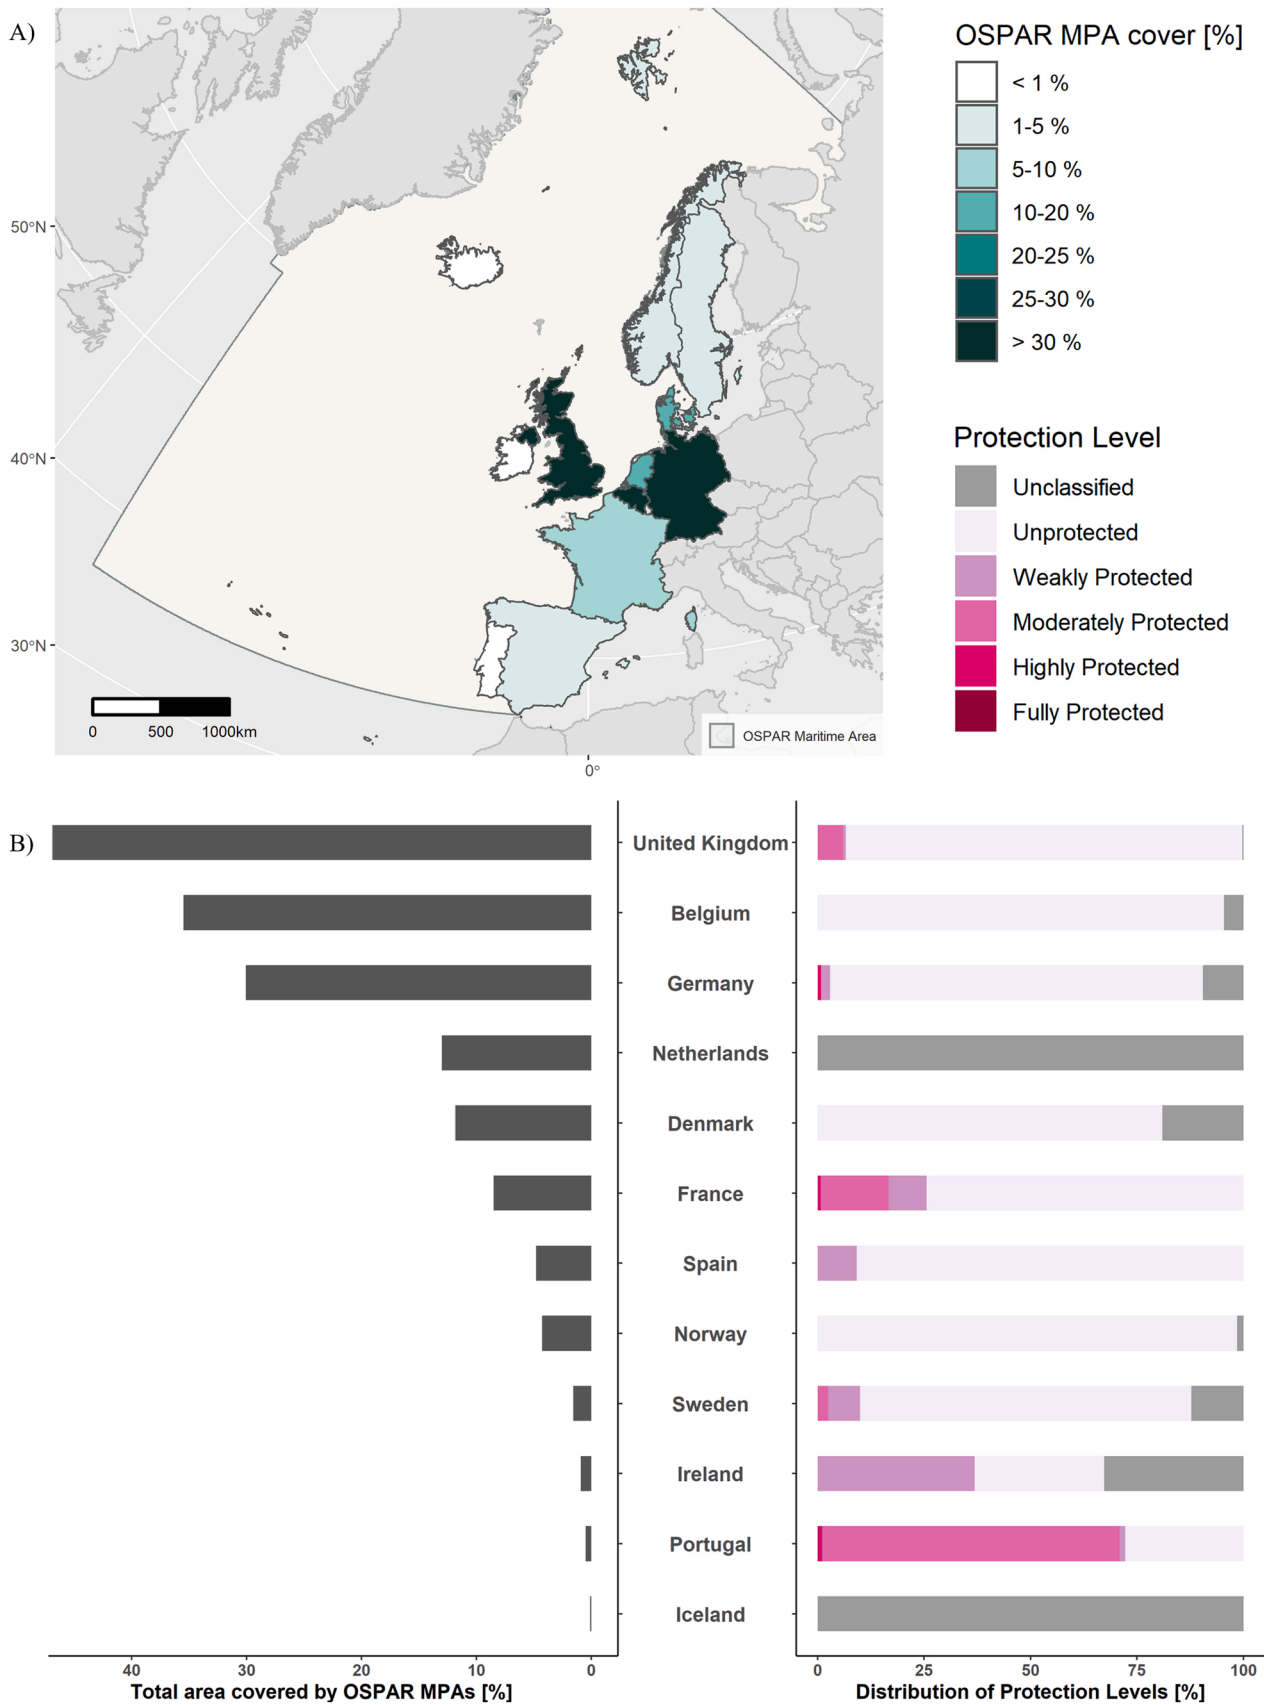 A)
50°N
40°N
30°N
0 500 1000km
OSPAR Maritime Area
0°
OSPAR MPA cover [%]
< 1 %
1-5 %
5-10 %
10-20 %
20-25 %
25-30 %
> 30 %
Protection Level
Unclassified
Unprotected
Weakly Protected
Moderately Protected
Highly Protected
Fully Protected
B)
United Kingdom
Belgium
Germany
Netherlands
Denmark
France
Spain
Norway
Sweden
Ireland
Portugal
Iceland
40 30 20 10 0
Total area covered by OSPAR MPAs [%]
0 25 50 75 100
Distribution of Protection Levels [%]